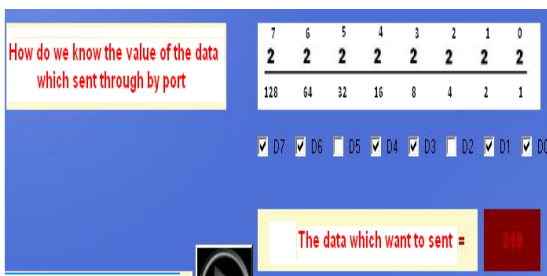 How do we know the value of the data
which sent through by port
7 6 5 4 3 2 1 0
2 2 2 2 2 2 2 2
128 64 32 16 8 4 2 1
D7 D6 D5 D4 D3 D2 D1 D0
The data which want to sent = 219